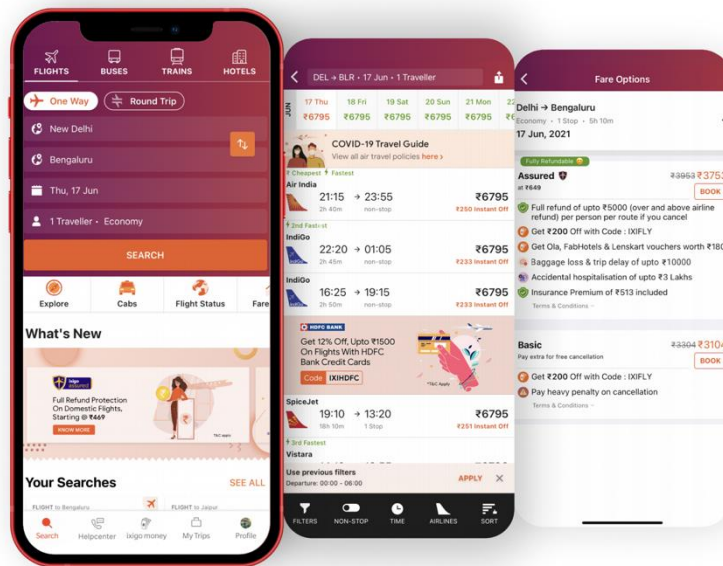 FLIGHTS BUSES TRAINS HOTELS
One Way Round Trip
New Delhi
Bengaluru
Thu, 17 Jun
1 Traveller • Economy
SEARCH
Explore Cabs Flight Status Fare
What's New
ixigo assured
Full Refund Protection
On Domestic Flights,
Starting @ ₹469
KNOW MORE
T&C Apply
Your Searches SEE ALL
FLIGHT to Bengaluru FLIGHT to Jaipur
Search Helpcenter ixigo money My Trips Profile
DEL → BLR • 17 Jun • 1 Traveller
JUN
17 Thu 18 Fri 19 Sat 20 Sun 21 Mon 22
₹6795 ₹6795 ₹6795 ₹6795 ₹6795
COVID-19 Travel Guide
View all air travel policies here >
₹ Cheapest Fastest
Air India
21:15 → 23:55 ₹6795
2h 40m non-stop ₹250 Instant Off
2nd Fastest
IndiGo
22:20 → 01:05 ₹6795
2h 45m non-stop ₹233 Instant Off
IndiGo
16:25 → 19:15 ₹6795
2h 50m non-stop ₹233 Instant Off
HDFC BANK
Get 12% Off, Upto ₹1500
On Flights With HDFC
Bank Credit Cards
Code IXIHDFC
*T&C Apply
SpiceJet
19:10 → 13:20 ₹6795
18h 10m 1 Stop ₹251 Instant Off
3rd Fastest
Vistara
Use previous filters
Departure: 00:00 - 06:00 APPLY
FILTERS NON-STOP TIME AIRLINES SORT
Fare Options
Delhi → Bengaluru
Economy • 1 Stop • 5h 10m
17 Jun, 2021
Fully Refundable
Assured ₹3953 ₹3753
at ₹649 BOOK
Full refund of upto ₹5000 (over and above airline
refund) per person per route if you cancel
Get ₹200 Off with Code : IXIFLY
Get Ola, FabHotels & Lenskart vouchers worth ₹180
Baggage loss & trip delay of upto ₹10000
Accidental hospitalisation of upto ₹3 Lakhs
Insurance Premium of ₹513 included
Terms & Conditions
Basic ₹3304 ₹3104
Pay extra for free cancellation BOOK
Get ₹200 Off with Code : IXIFLY
Pay heavy penalty on cancellation
Terms & Conditions